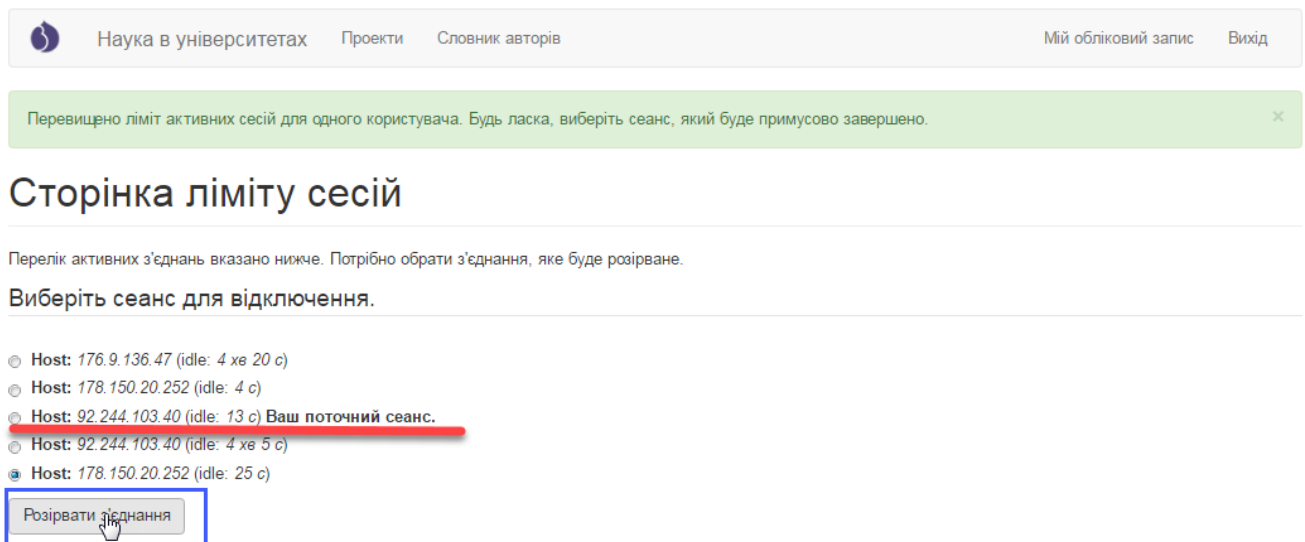 Наука в університетах Проекти Словник авторів Мій обліковий запис Вихід
Перевищено ліміт активних сесій для одного користувача. Будь ласка, виберіть сеанс, який буде примусово завершено. ×
Сторінка ліміту сесій
Перелік активних з'єднань вказано нижче. Потрібно обрати з'єднання, яке буде розірване.
Виберіть сеанс для відключення.
Host: 176.9.136.47 (idle: 4 хв 20 с)
Host: 178.150.20.252 (idle: 4 с)
Host: 92.244.103.40 (idle: 13 с) Ваш поточний сеанс.
Host: 92.244.103.40 (idle: 4 хв 5 с)
Host: 178.150.20.252 (idle: 25 с)
Розірвати з'єднання